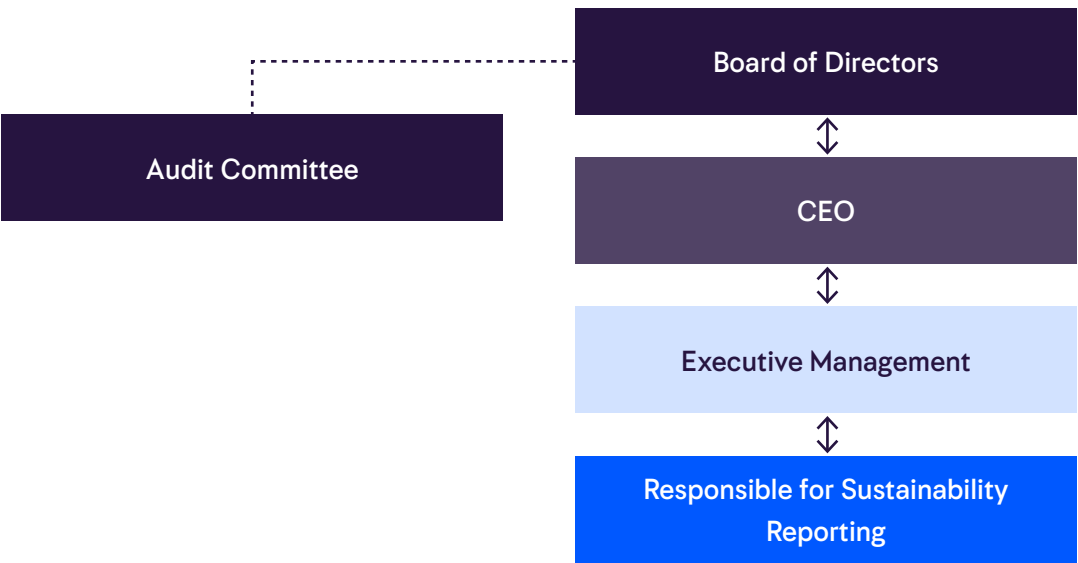 Board of Directors
Audit Committee
CEO
Executive Management
Responsible for Sustainability
Reporting